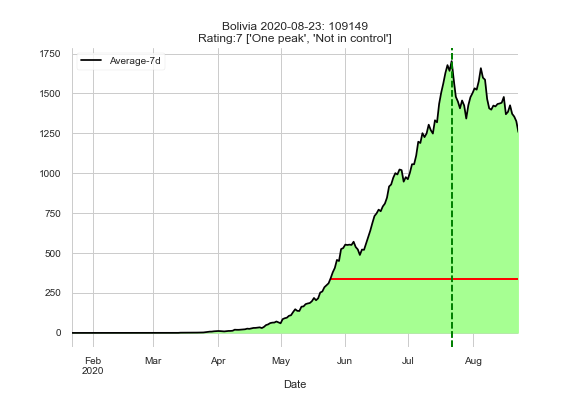 Bolivia 2020-08-23: 109149
Rating:7 ['One peak', 'Not in control']
Average-7d
1750
1500
1250
1000
750
500
250
0
Feb Mar Apr May Jun Jul Aug
2020
Date